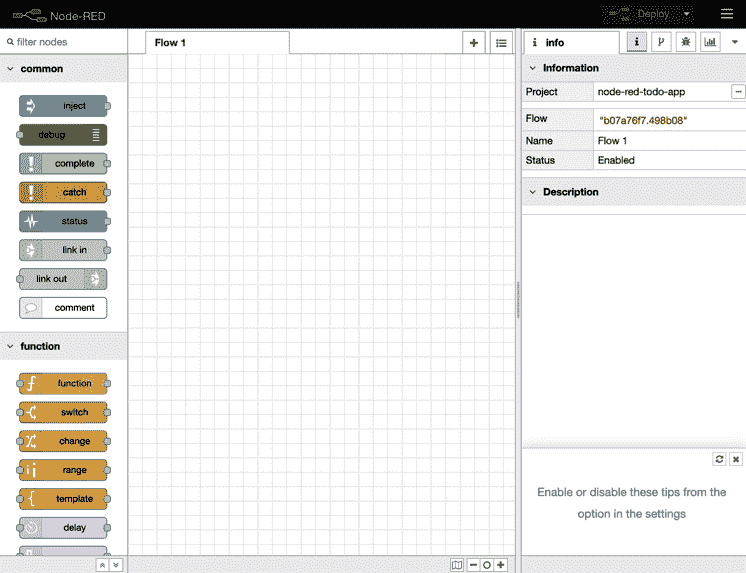 Node-RED
Deploy
filter nodes
Flow 1
info
common
inject
debug
complete
catch
status
link in
link out
comment
function
function
switch
change
range
template
delay
Information
Project node-red-todo-app
Flow "b07a76f7.498b08"
Name Flow 1
Status Enabled
Description
Enable or disable these tips from the
option in the settings